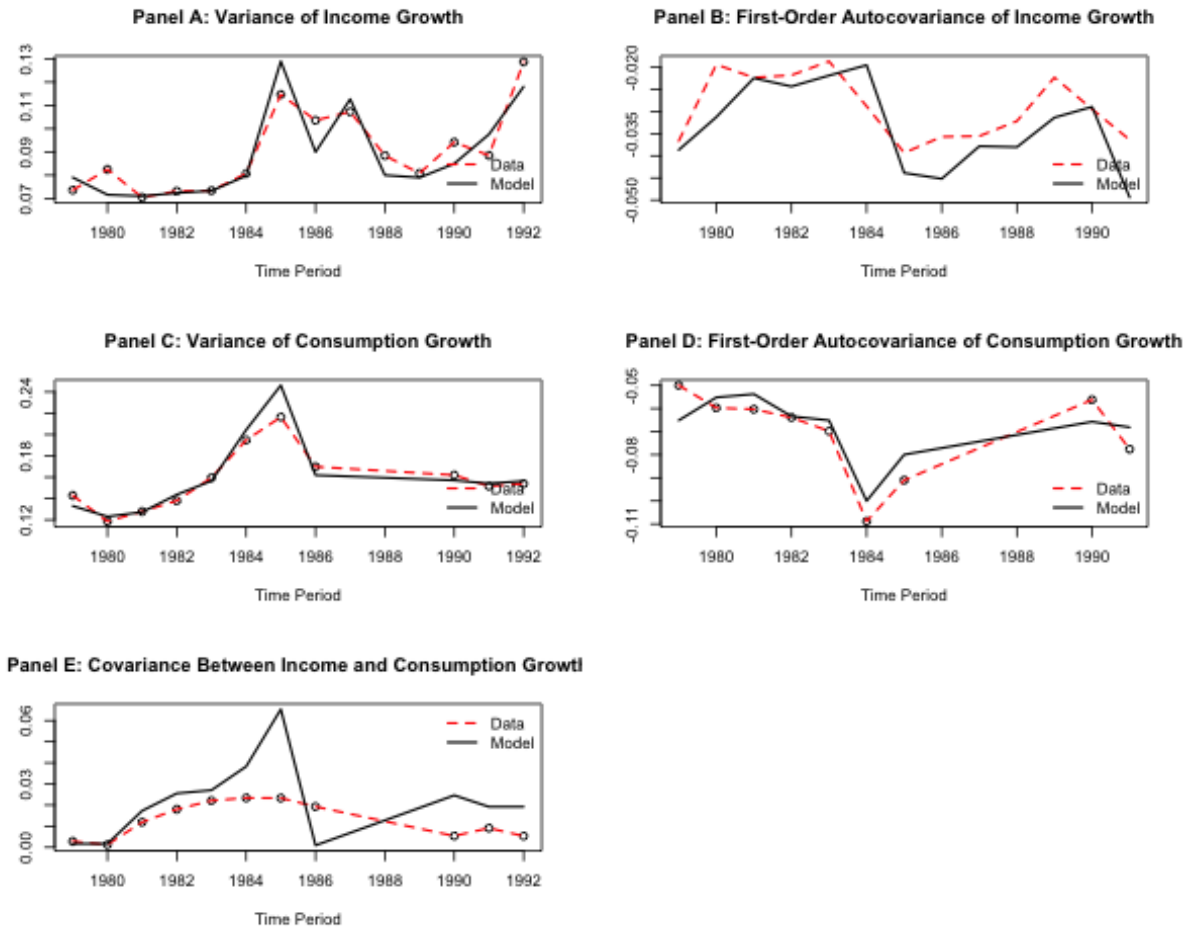 Panel A: Variance of Income Growth
0.13
0.11
0.09
0.07
Data
Model
1980 1982 1984 1986 1988 1990 1992
Time Period
Panel B: First-Order Autocovariance of Income Growth
-0.020
-0.035
-0.050
Data
Model
1980 1982 1984 1986 1988 1990
Time Period
Panel C: Variance of Consumption Growth
0.24
0.18
0.12
Data
Model
1980 1982 1984 1986 1988 1990 1992
Time Period
Panel D: First-Order Autocovariance of Consumption Growth
-0.05
-0.08
-0.11
Data
Model
1980 1982 1984 1986 1988 1990
Time Period
Panel E: Covariance Between Income and Consumption Growtl
0.06
0.03
0.00
Data
Model
1980 1982 1984 1986 1988 1990 1992
Time Period